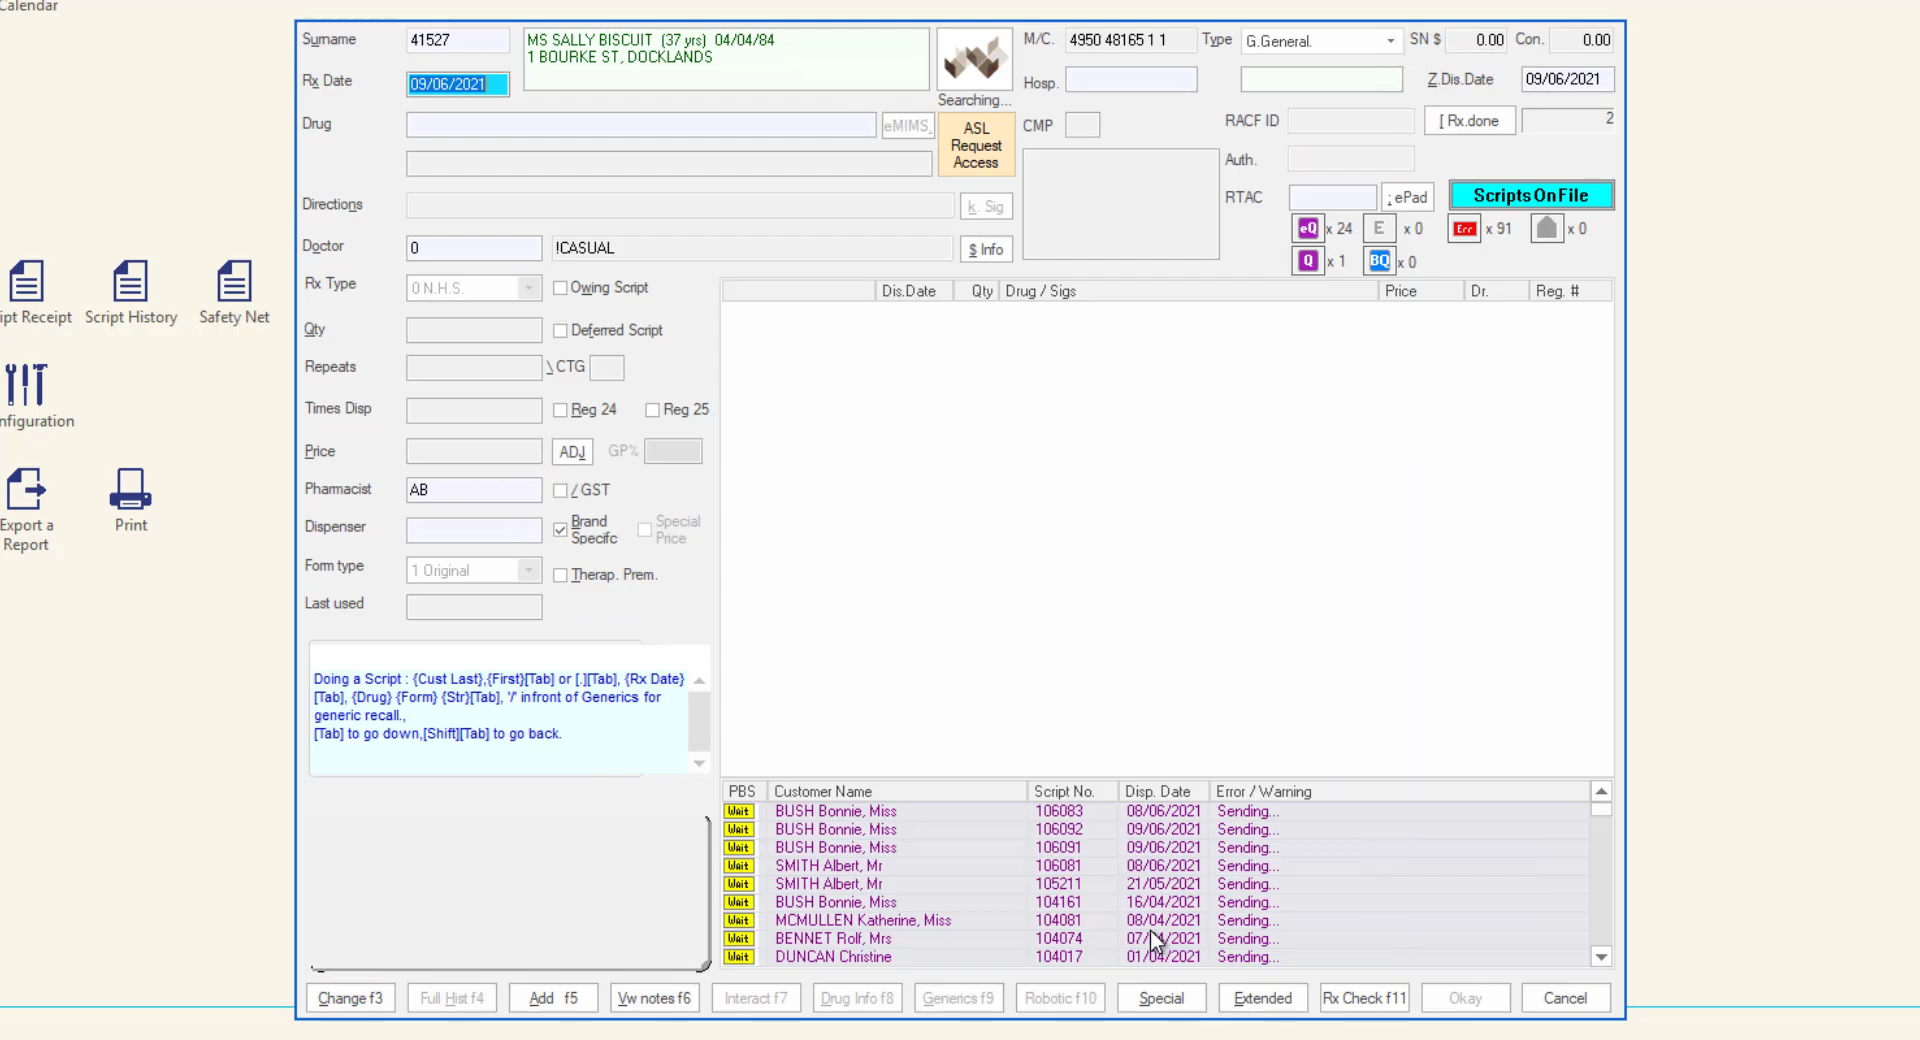 Calendar
Surname 41527 MS SALLY BISCUIT (37 yrs) 04/04/84 M/C. 4950 48165 1 1 Type G.General. SN $ 0.00 Con. 0.00
1 BOURKE ST, DOCKLANDS
Rx Date 09/06/2021 Hosp. Z.Dis.Date 09/06/2021
Searching...
Drug eMIMS. ASL Request Access CMP RACF ID [ Rx.done 2
Auth.
Directions k. Sig RTAC ; ePad Scripts On File
eQ x 24 E x 0 Err x 91 x 0
Doctor 0 !CASUAL $ Info Q x 1 BQ x 0
Rx Type 0 N.H.S. Owing Script Dis.Date Qty Drug / Sigs Price Dr. Reg. #
ipt Receipt Script History Safety Net
Qty Deferred Script
Repeats \ CTG
Times Disp Reg 24 Reg 25
nfiguration
Price ADJ GP%
Pharmacist AB / GST
Export a Report Print
Dispenser Brand Specifc Special Price
Form type 1 Original Therap. Prem.
Last used
Doing a Script : {Cust Last},{First}[Tab] or [.][Tab], {Rx Date}
[Tab], {Drug} {Form} {Str}[Tab], '/' infront of Generics for
generic recall.,
[Tab] to go down,[Shift][Tab] to go back.
PBS Customer Name Script No. Disp. Date Error / Warning
Wait BUSH Bonnie, Miss 106083 08/06/2021 Sending...
Wait BUSH Bonnie, Miss 106092 09/06/2021 Sending...
Wait BUSH Bonnie, Miss 106091 09/06/2021 Sending...
Wait SMITH Albert, Mr 106081 08/06/2021 Sending...
Wait SMITH Albert, Mr 105211 21/05/2021 Sending...
Wait BUSH Bonnie, Miss 104161 16/04/2021 Sending...
Wait MCMULLEN Katherine, Miss 104081 08/04/2021 Sending...
Wait BENNET Rolf, Mrs 104074 07/04/2021 Sending...
Wait DUNCAN Christine 104017 01/04/2021 Sending...
Change f3 Full Hist f4 Add f5 Vw notes f6 Interact f7 Drug Info f8 Generics f9 Robotic f10 Special Extended Rx Check f11 Okay Cancel